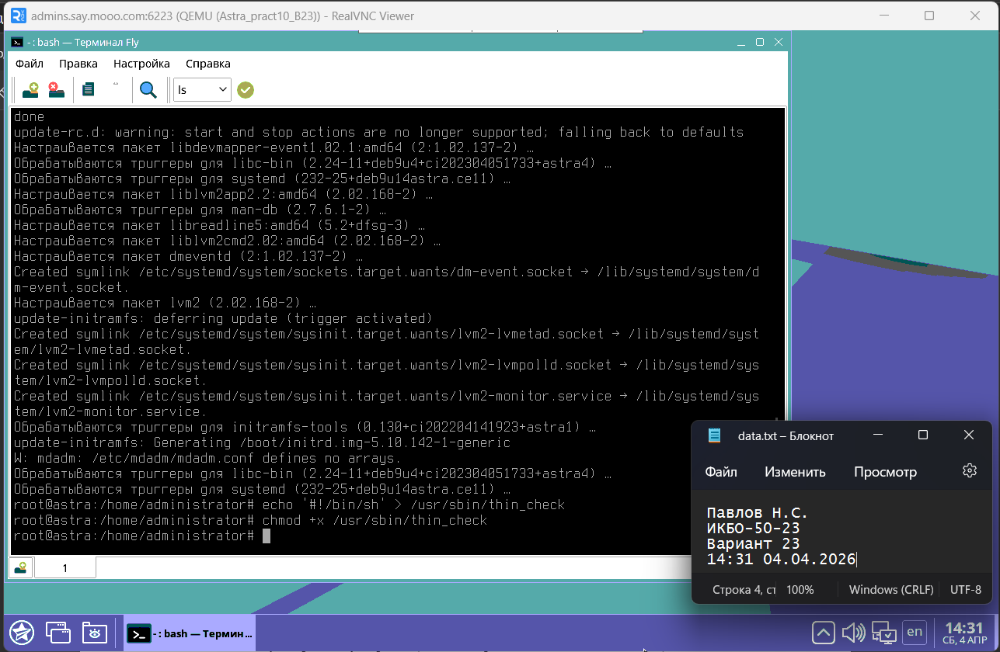 admins.say.mooo.com:6223 (QEMU (Astra_pract10_B23)) - RealVNC Viewer
- : bash — Терминал Fly
Файл Правка Настройка Справка
ls
done
update-rc.d: warning: start and stop actions are no longer supported; falling back to defaults
Настраивается пакет libdevmapper-event1.02.1:amd64 (2:1.02.137-2) …
Обрабатываются триггеры для libc-bin (2.24-11+deb9u4+ci202304051733+astra4) …
Обрабатываются триггеры для systemd (232-25+deb9u14astra.ce11) …
Настраивается пакет liblvm2app2.2:amd64 (2.02.168-2) …
Обрабатываются триггеры для man-db (2.7.6.1-2) …
Настраивается пакет libreadline5:amd64 (5.2+dfsg-3) …
Настраивается пакет liblvm2cmd2.02:amd64 (2.02.168-2) …
Настраивается пакет dmeventd (2:1.02.137-2) …
Created symlink /etc/systemd/system/sockets.target.wants/dm-event.socket → /lib/systemd/system/d
m-event.socket.
Настраивается пакет lvm2 (2.02.168-2) …
update-initramfs: deferring update (trigger activated)
Created symlink /etc/systemd/system/sysinit.target.wants/lvm2-lvmetad.socket → /lib/systemd/syst
em/lvm2-lvmetad.socket.
Created symlink /etc/systemd/system/sysinit.target.wants/lvm2-lvmpolld.socket → /lib/systemd/sys
tem/lvm2-lvmpolld.socket.
Created symlink /etc/systemd/system/sysinit.target.wants/lvm2-monitor.service → /lib/systemd/sys
tem/lvm2-monitor.service.
Обрабатываются триггеры для initramfs-tools (0.130+ci202204141923+astra1) …
update-initramfs: Generating /boot/initrd.img-5.10.142-1-generic
W: mdadm: /etc/mdadm/mdadm.conf defines no arrays.
Обрабатываются триггеры для libc-bin (2.24-11+deb9u4+ci202304051733+astra4) …
Обрабатываются триггеры для systemd (232-25+deb9u14astra.ce11) …
root@astra:/home/administrator# echo '#!/bin/sh' > /usr/sbin/thin_check
root@astra:/home/administrator# chmod +x /usr/sbin/thin_check
root@astra:/home/administrator#
1
data.txt – Блокнот
Файл Изменить Просмотр
Павлов Н.С.
ИКБО-50-23
Вариант 23
14:31 04.04.2026
Строка 4, ст 100% Windows (CRLF) UTF-8
- : bash — Термин...
en
14:31
СБ, 4 АПР